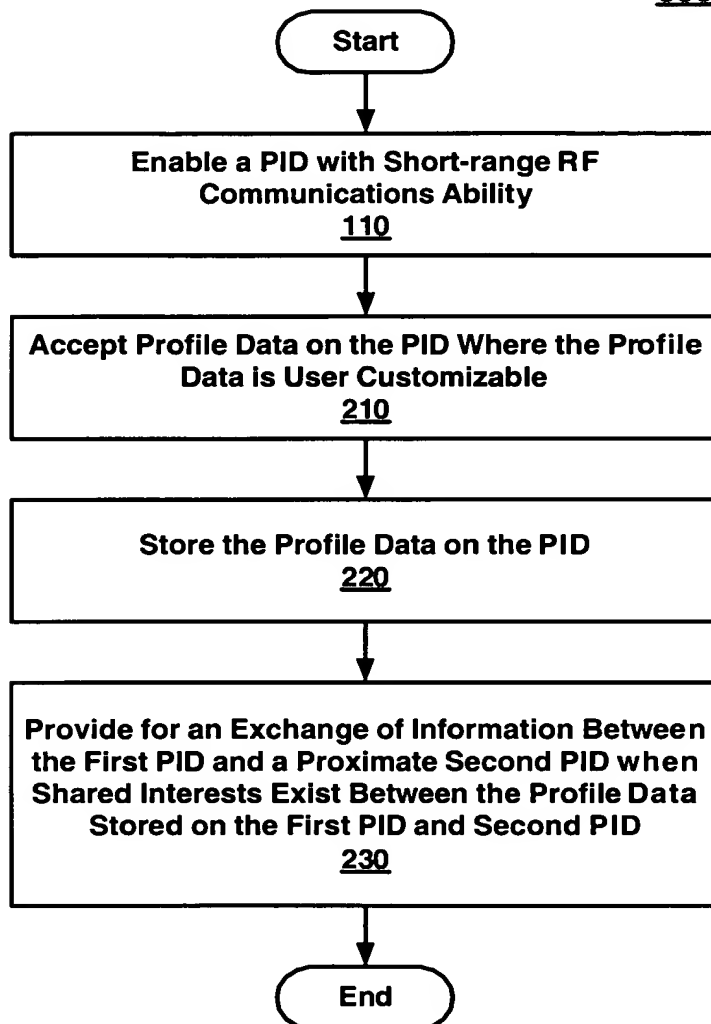 Start
Enable a PID with Short-range RF
Communications Ability
110
Accept Profile Data on the PID Where the Profile
Data is User Customizable
210
Store the Profile Data on the PID
220
Provide for an Exchange of Information Between
the First PID and a Proximate Second PID when
Shared Interests Exist Between the Profile Data
Stored on the First PID and Second PID
230
End